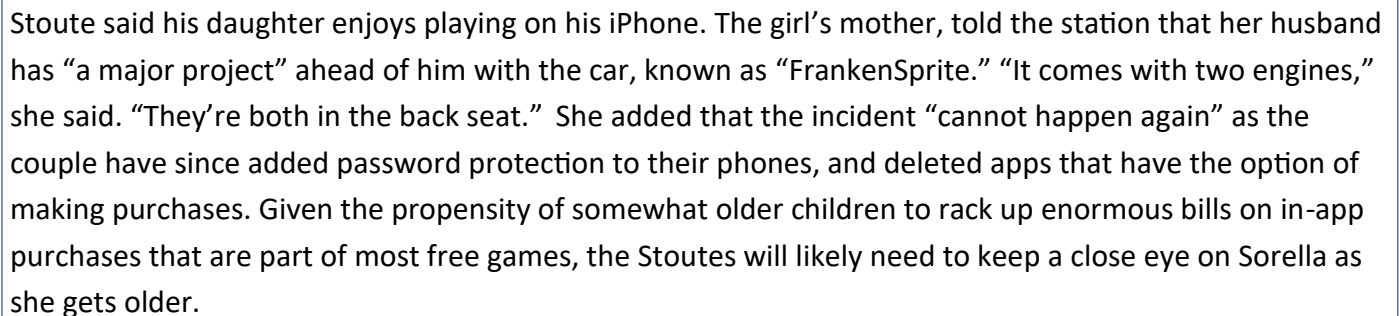 Stoute said his daughter enjoys playing on his iPhone. The girl’s mother, told the station that her husband
has “a major project” ahead of him with the car, known as “FrankenSprite.” “It comes with two engines,”
she said. “They’re both in the back seat.”  She added that the incident “cannot happen again” as the
couple have since added password protection to their phones, and deleted apps that have the option of
making purchases. Given the propensity of somewhat older children to rack up enormous bills on in-app
purchases that are part of most free games, the Stoutes will likely need to keep a close eye on Sorella as
she gets older.